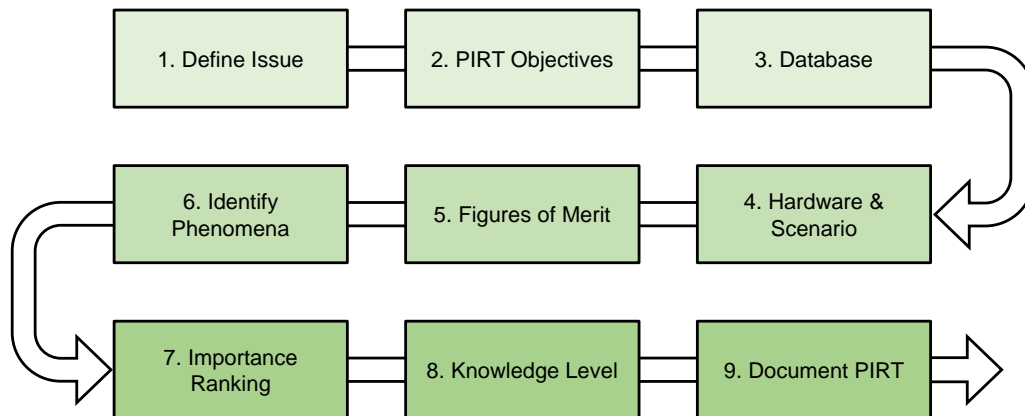 1. Define Issue
2. PIRT Objectives
3. Database
4. Hardware &
Scenario
5. Figures of Merit
6. Identify
Phenomena
7. Importance
Ranking
8. Knowledge Level
9. Document PIRT